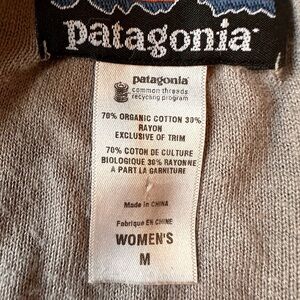 patagonia
patagonia
common threads
recycling program
70% ORGANIC COTTON 30%
RAYON
EXCLUSIVE OF TRIM
70% COTON DE CULTURE
BIOLOGIQUE 30% RAYONNE
A PART LA GARNITURE
Made in CHINA
Fabriqué EN CHINE
WOMEN'S
M